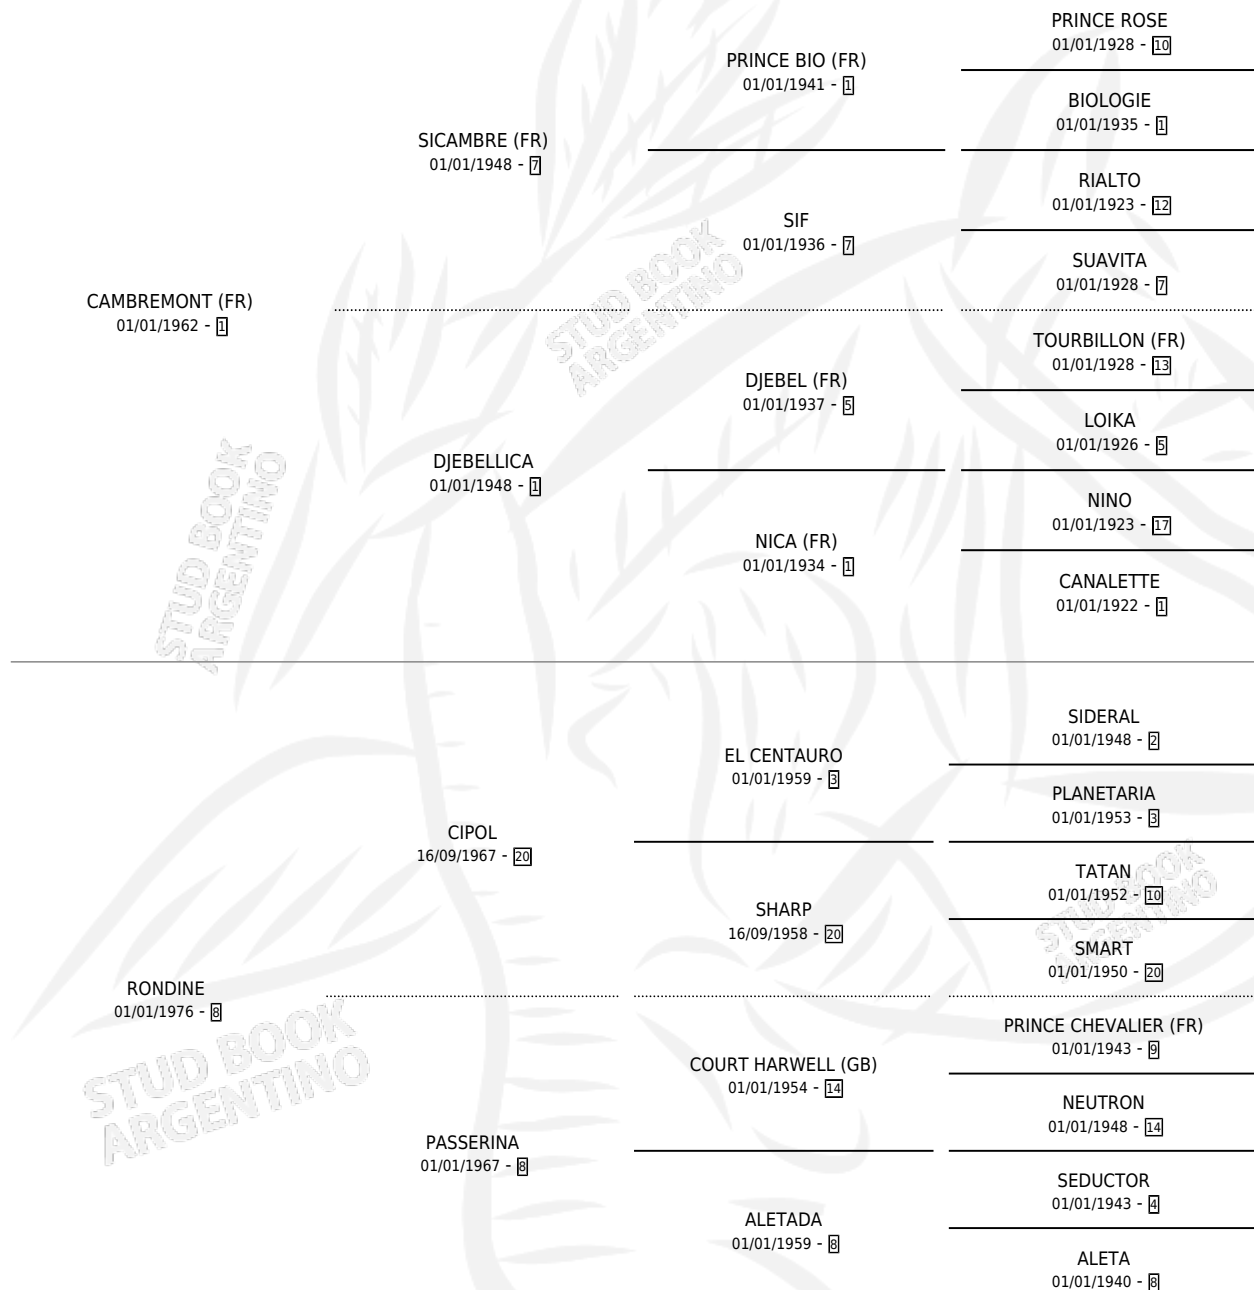 PRINCE ROSE
01/01/1928 - 10
PRINCE BIO (FR)
01/01/1941 - 1
BIOLOGIE
01/01/1935 - 1
SICAMBRE (FR)
01/01/1948 - 7
RIALTO
01/01/1923 - 12
SIF
01/01/1936 - 7
SUAVITA
01/01/1928 - 7
CAMBREMONT (FR)
01/01/1962 - 1
TOURBILLON (FR)
01/01/1928 - 13
DJEBEL (FR)
01/01/1937 - 5
LOIKA
01/01/1926 - 5
DJEBELLICA
01/01/1948 - 1
NINO
01/01/1923 - 17
NICA (FR)
01/01/1934 - 1
CANALETTE
01/01/1922 - 1
SIDERAL
01/01/1948 - 2
EL CENTAURO
01/01/1959 - 3
PLANETARIA
01/01/1953 - 3
CIPOL
16/09/1967 - 20
TATAN
01/01/1952 - 10
SHARP
16/09/1958 - 20
SMART
01/01/1950 - 20
RONDINE
01/01/1976 - 8
PRINCE CHEVALIER (FR)
01/01/1943 - 9
COURT HARWELL (GB)
01/01/1954 - 14
NEUTRON
01/01/1948 - 14
PASSERINA
01/01/1967 - 8
SEDUCTOR
01/01/1943 - 4
ALETADA
01/01/1959 - 8
ALETA
01/01/1940 - 8
STUD BOOK
ARGENTINO
STUD BOOK
ARGENTINO
STUD BOOK
ARGENTINO
STUD BOOK
ARGENTINO